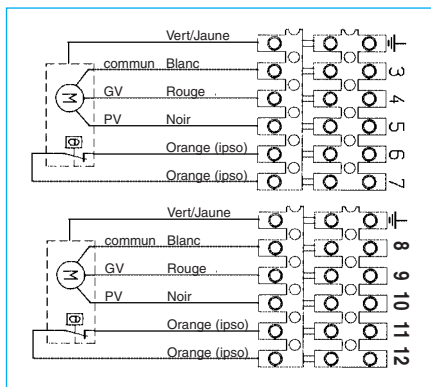 Vert/Jaune
commun Blanc 3
M GV Rouge 4
PV Noir 5
θ Orange (ipso) 6
Orange (ipso) 7
Vert/Jaune
commun Blanc 8
M GV Rouge 9
PV Noir 10
θ Orange (ipso) 11
Orange (ipso) 12